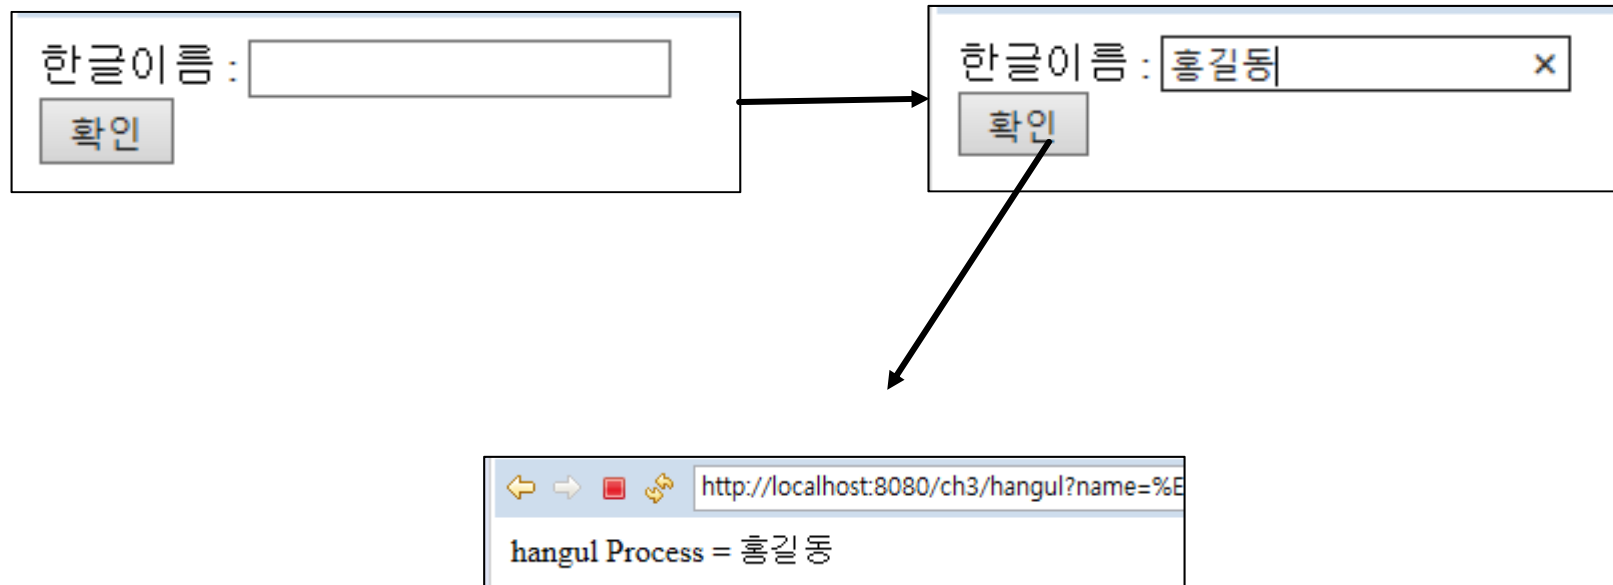 한글이름 :
확인
한글이름 : 홍길동 ×
확인
http://localhost:8080/ch3/hangul?name=%E
hangul Process = 홍길동